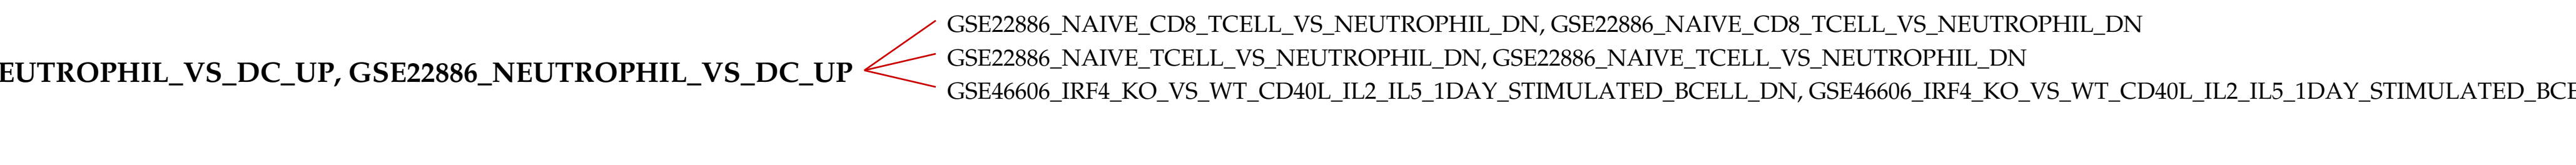 GSE22886_NAIVE_CD8_TCELL_VS_NEUTROPHIL_DN, GSE22886_NAIVE_CD8_TCELL_VS_NEUTROPHIL_DN
GSE22886_NAIVE_TCELL_VS_NEUTROPHIL_DN, GSE22886_NAIVE_TCELL_VS_NEUTROPHIL_DN
EUTROPHIL_VS_DC_UP, GSE22886_NEUTROPHIL_VS_DC_UP
GSE46606_IRF4_KO_VS_WT_CD40L_IL2_IL5_1DAY_STIMULATED_BCELL_DN, GSE46606_IRF4_KO_VS_WT_CD40L_IL2_IL5_1DAY_STIMULATED_BCE